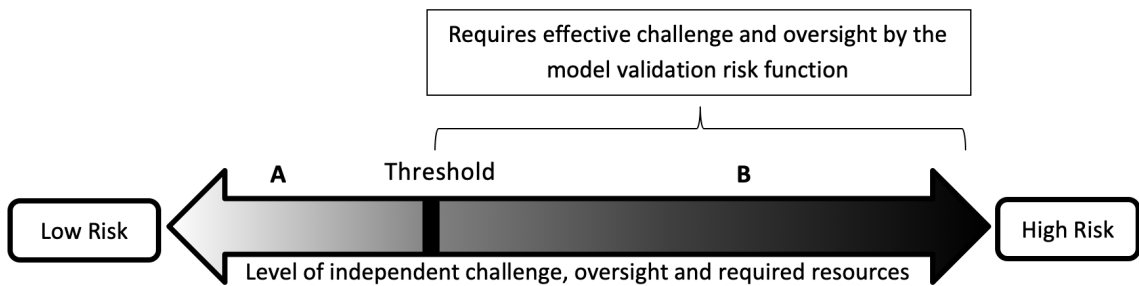 Requires effective challenge and oversight by the
model validation risk function
A
Threshold
B
Low Risk
High Risk
Level of independent challenge, oversight and required resources